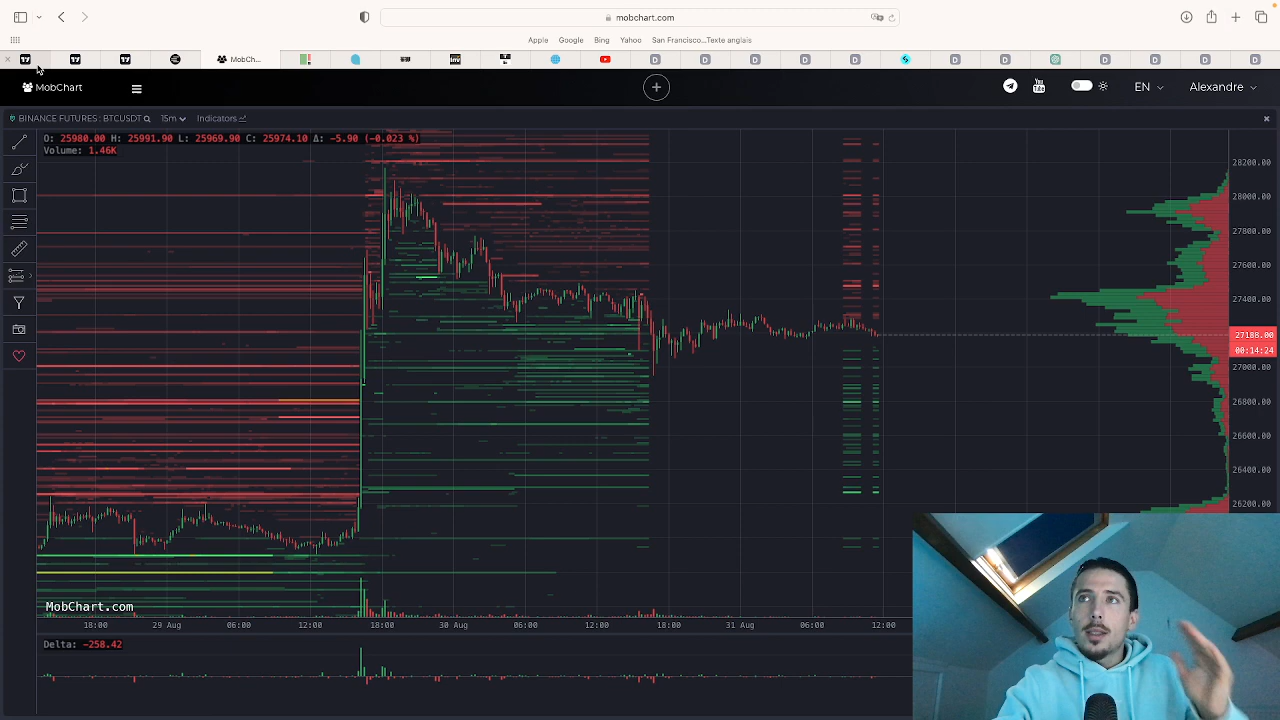 mobchart.com
Apple Google Bing Yahoo San Francisco...Texte anglais
MobCh...
MobChart
EN
Alexandre
BINANCE FUTURES : BTCUSDT 15m Indicators
O: 25980.00 H: 25991.90 L: 25969.90 C: 25974.10 Δ: -5.90 (-0.023 %)
Volume: 1.46K
28200.00
28000.00
27800.00
27600.00
27400.00
27188.00
00:14:24
27000.00
26800.00
26600.00
26400.00
26200.00
MobChart.com
18:00 29 Aug 06:00 12:00 18:00 30 Aug 06:00 12:00 18:00 31 Aug 06:00 12:00
Delta: -258.42